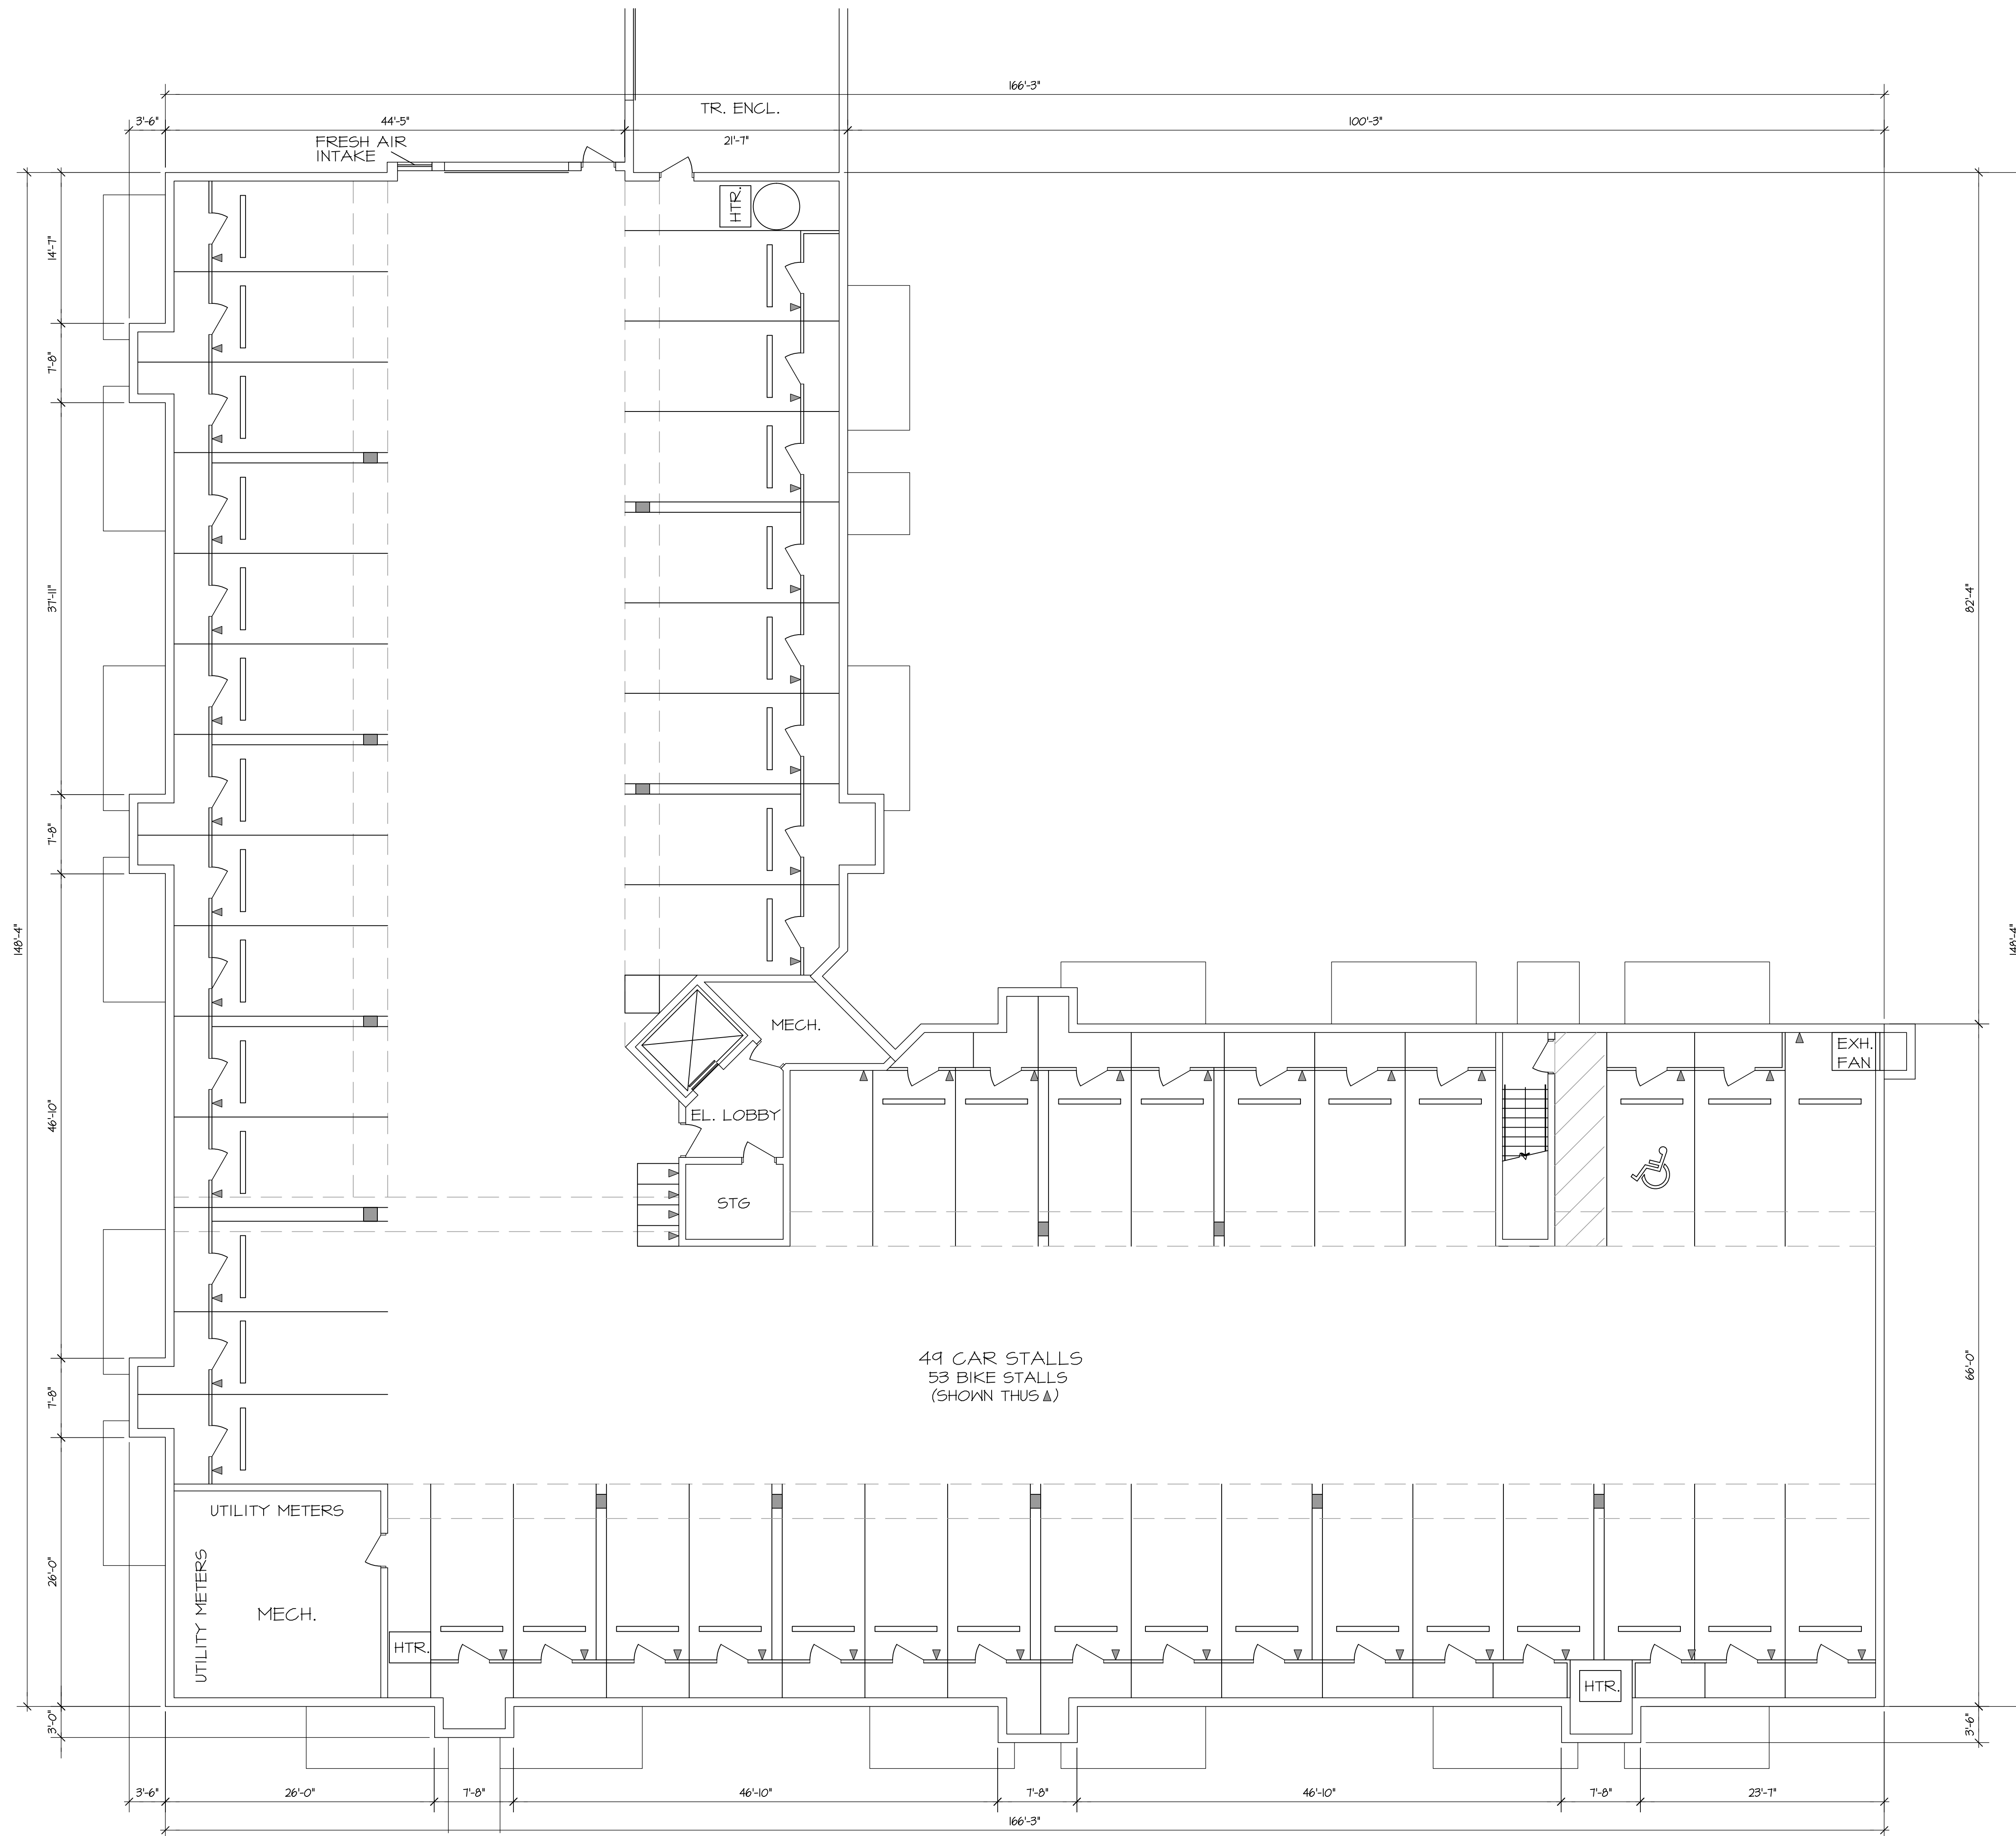 166'-3"
TR. ENCL.
3'-6"
44'-5"
21'-7"
100'-3"
FRESH AIR
INTAKE
HTR.
14'-7"
7'-8"
37'-11"
82'-4"
7'-8"
148'-4"
148'-4"
MECH.
EXH.
FAN
EL. LOBBY
46'-10"
STG
49 CAR STALLS
53 BIKE STALLS
(SHOWN THUS )
66'-0"
7'-8"
UTILITY METERS
UTILITY METERS
26'-0"
MECH.
HTR.
HTR.
3'-0"
3'-6"
3'-6"
26'-0"
7'-8"
46'-10"
7'-8"
46'-10"
7'-8"
23'-7"
166'-3"